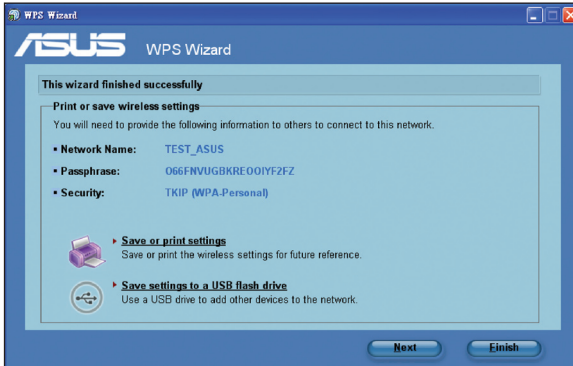 WPS Wizard
ASUS WPS Wizard
This wizard finished successfully
Print or save wireless settings
You will need to provide the following information to others to connect to this network.
▪ Network Name: TEST_ASUS
▪ Passphrase: O66FNVUGBKREOOIYF2FZ
▪ Security: TKIP (WPA-Personal)
Save or print settings
Save or print the wireless settings for future reference.
Save settings to a USB flash drive
Use a USB drive to add other devices to the network.
Next Finish